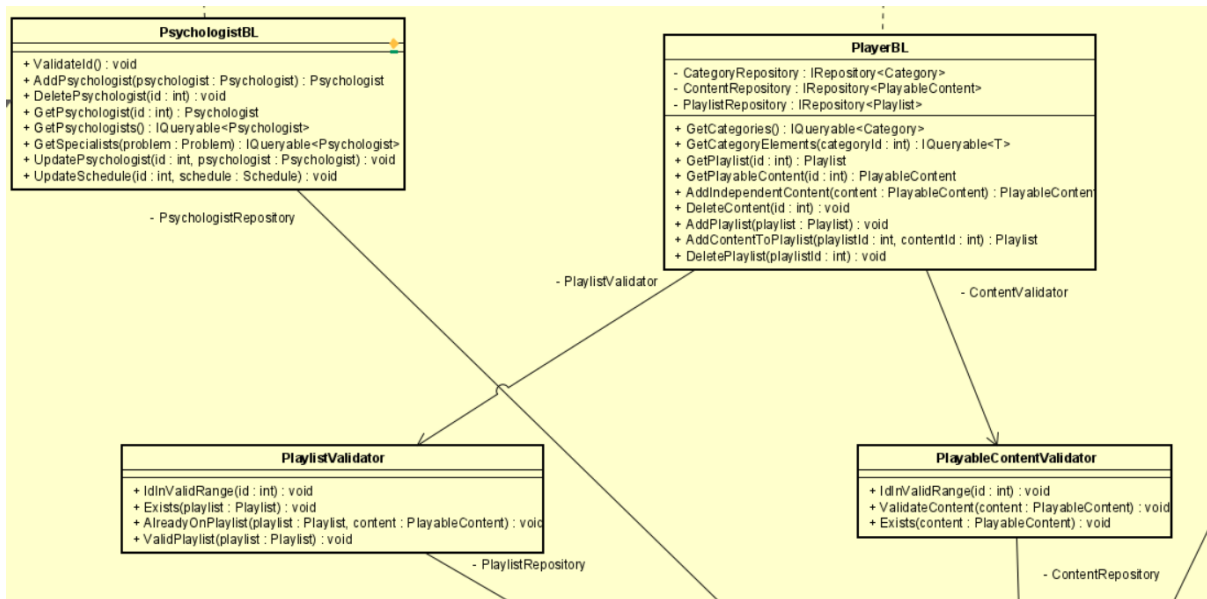 PsychologistBL
+ ValidateId() : void
+ AddPsychologist(psychologist : Psychologist) : Psychologist
+ DeletePsychologist(id : int) : void
+ GetPsychologist(id : int) : Psychologist
+ GetPsychologists() : IQueryable<Psychologist>
+ GetSpecialists(problem : Problem) : IQueryable<Psychologist>
+ UpdatePsychologist(id : int, psychologist : Psychologist) : void
+ UpdateSchedule(id : int, schedule : Schedule) : void
PlayerBL
- CategoryRepository : IRepository<Category>
- ContentRepository : IRepository<PlayableContent>
- PlaylistRepository : IRepository<Playlist>
+ GetCategories() : IQueryable<Category>
+ GetCategoryElements(categoryId : int) : IQueryable<T>
+ GetPlaylist(id : int) : Playlist
+ GetPlayableContent(id : int) : PlayableContent
+ AddIndependentContent(content : PlayableContent) : PlayableContent
+ DeleteContent(id : int) : void
+ AddPlaylist(playlist : Playlist) : void
+ AddContentToPlaylist(playlistId : int, contentId : int) : Playlist
+ DeletePlaylist(playlistId : int) : void
- PsychologistRepository
- PlaylistValidator
- ContentValidator
PlaylistValidator
+ IdInValidRange(id : int) : void
+ Exists(playlist : Playlist) : void
+ AlreadyOnPlaylist(playlist : Playlist, content : PlayableContent) : void
+ ValidPlaylist(playlist : Playlist) : void
PlayableContentValidator
+ IdInValidRange(id : int) : void
+ ValidateContent(content : PlayableContent) : void
+ Exists(content : PlayableContent) : void
- PlaylistRepository
- ContentRepository